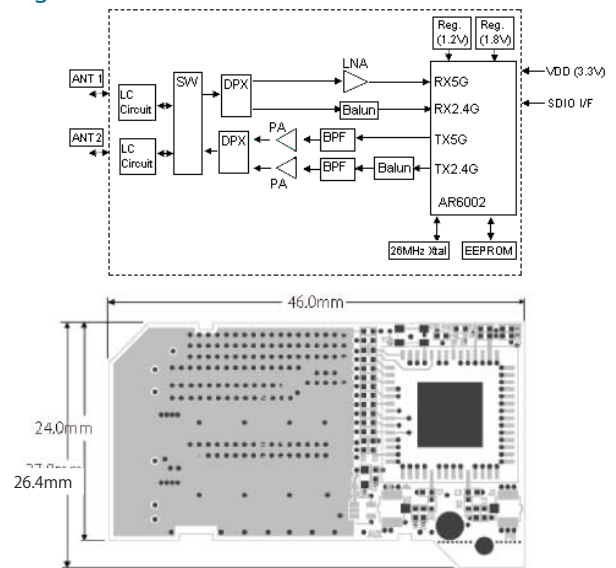 Reg.
(1.2V)
Reg.
(1.8V)
LNA
ANT 1
SW
DPX
RX5G
VDD (3.3V)
LC
Circuit
Balun
RX2.4G
SDIO I/F
PA
ANT 2
LC
Circuit
DPX
BPF
TX5G
BPF
Balun
TX2.4G
PA
AR6002
26MHz Xtal
EEPROM
46.0mm
24.0mm
26.4mm